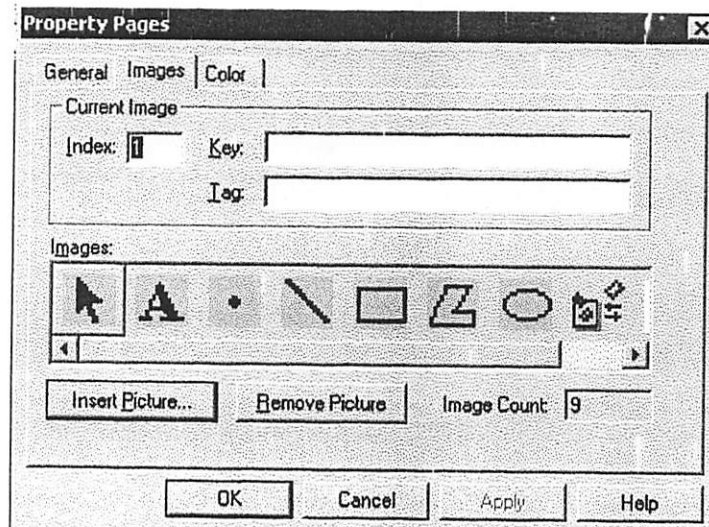 Property Pages
General Images Color
Current Image
Index: 1 Key:
Tag:
Images:
A
Insert Picture... Remove Picture Image Count: 9
OK Cancel Apply Help